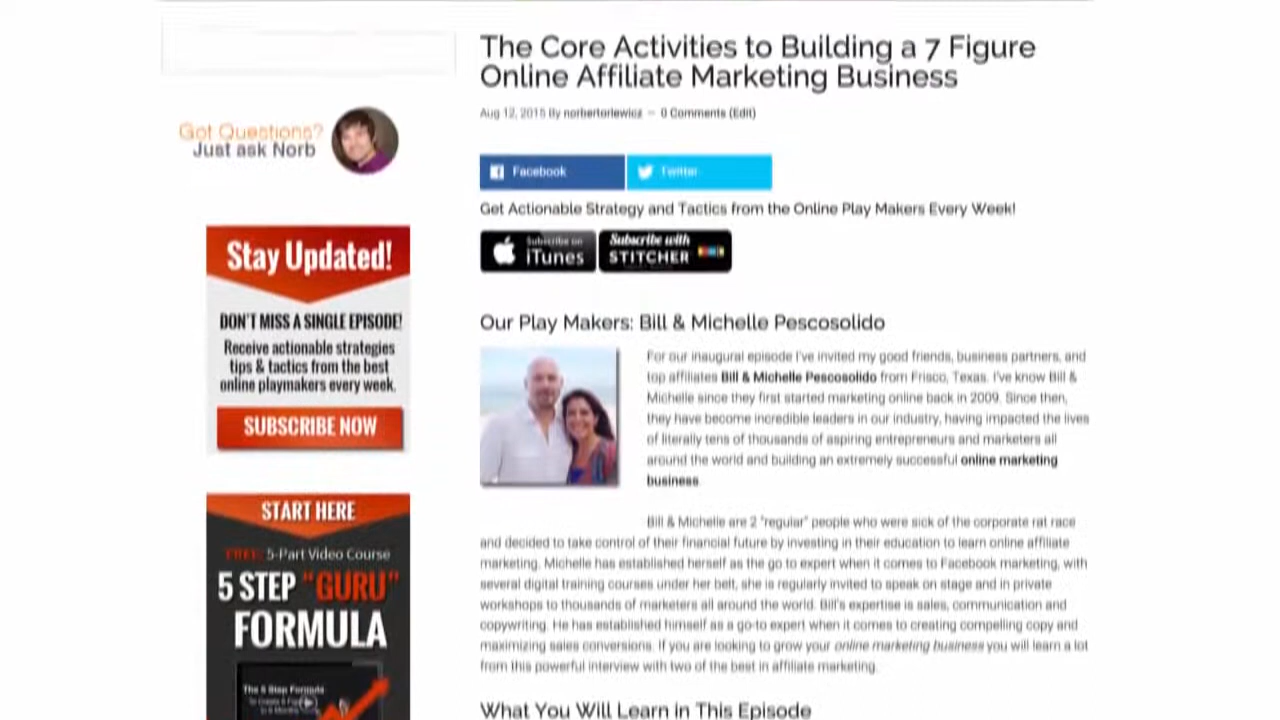 The Core Activities to Building a 7 Figure
Online Affiliate Marketing Business
Aug 12, 2015 By norbertorlewicz — 0 Comments (Edit)
Got Questions?
Just ask Norb
Facebook
Twitter
Get Actionable Strategy and Tactics from the Online Play Makers Every Week!
Subscribe on
iTunes
Subscribe with
STITCHER
Stay Updated!
DON'T MISS A SINGLE EPISODE!
Receive actionable strategies
tips & tactics from the best
online playmakers every week.
SUBSCRIBE NOW
Our Play Makers: Bill & Michelle Pescosolido
For our inaugural episode I've invited my good friends, business partners, and
top affiliates Bill & Michelle Pescosolido from Frisco, Texas. I've know Bill &
Michelle since they first started marketing online back in 2009. Since then,
they have become incredible leaders in our industry, having impacted the lives
of literally tens of thousands of aspiring entrepreneurs and marketers all
around the world and building an extremely successful online marketing
business.
START HERE
FREE 5-Part Video Course
5 STEP "GURU"
FORMULA
The 5 Step Formula
Bill & Michelle are 2 "regular" people who were sick of the corporate rat race
and decided to take control of their financial future by investing in their education to learn online affiliate
marketing. Michelle has established herself as the go to expert when it comes to Facebook marketing, with
several digital training courses under her belt, she is regularly invited to speak on stage and in private
workshops to thousands of marketers all around the world. Bill's expertise is sales, communication and
copywriting. He has established himself as a go-to expert when it comes to creating compelling copy and
maximizing sales conversions. If you are looking to grow your online marketing business you will learn a lot
from this powerful interview with two of the best in affiliate marketing.
What You Will Learn in This Episode